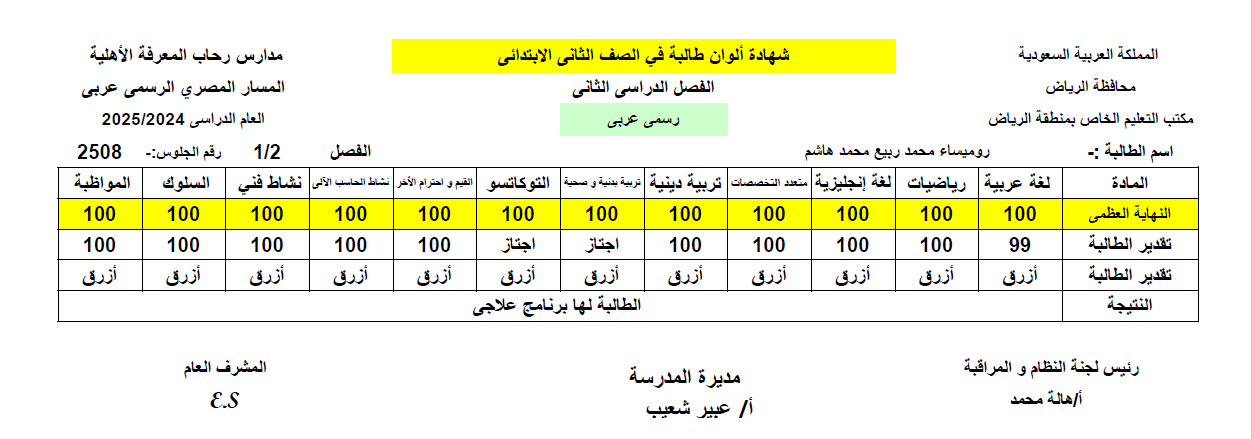 المملكة العربية السعودية شهادة ألوان طالبة في الصف الثانى الابتدائى مدارس رحاب المعرفة الأهلية
محافظة الرياض الفصل الدراسى الثانى المسار المصري الرسمى عربى
مكتب التعليم الخاص بمنطقة الرياض رسمى عربى العام الدراسى 2025/2024
اسم الطالبة :- روميساء محمد ربيع محمد هاشم الفصل 1/2 رقم الجلوس:- 2508
المادة لغة عربية رياضيات لغة إنجليزية متعدد التخصصات تربية دينية تربية بدنية و صحية التوكاتسو القيم و احترام الأخر نشاط الحاسب الآلى نشاط فني السلوك المواظبة
النهاية العظمى 100 100 100 100 100 100 100 100 100 100 100 100
تقدير الطالبة 99 100 100 100 100 اجتاز اجتاز 100 100 100 100 100
تقدير الطالبة أزرق أزرق أزرق أزرق أزرق أزرق أزرق أزرق أزرق أزرق أزرق أزرق
النتيجة الطالبة لها برنامج علاجى
رئيس لجنة النظام و المراقبة مديرة المدرسة المشرف العام
أ/هالة محمد أ/ عبير شعيب E.S